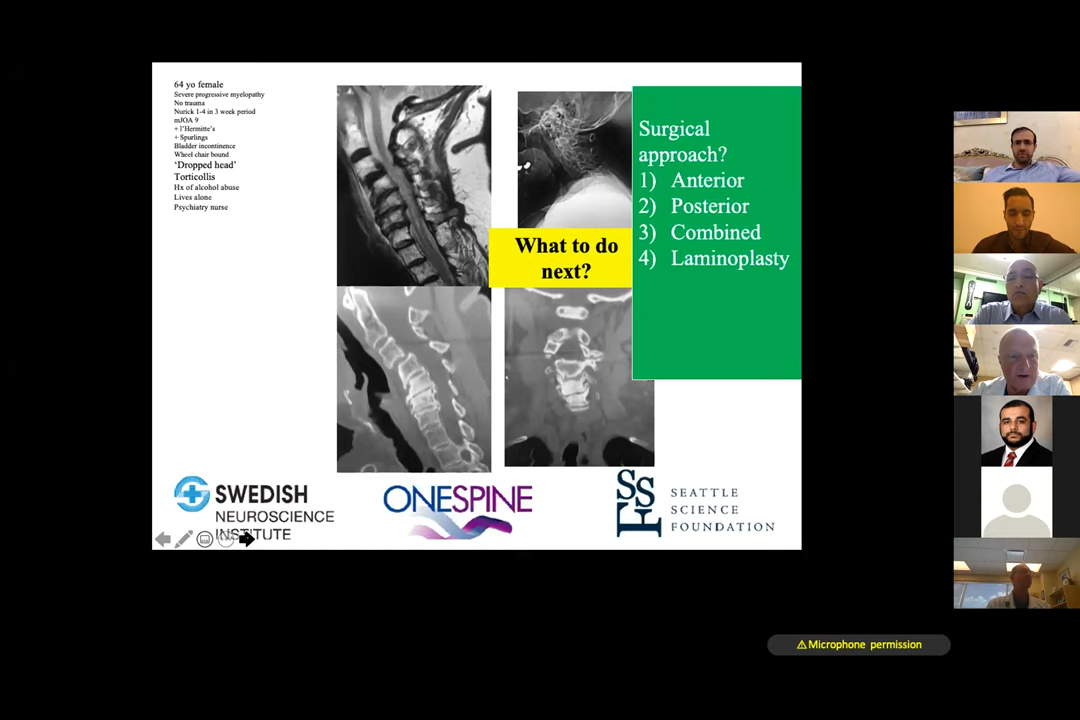 64 yo female
Severe progressive myelopathy
No trauma
Nurick 1-4 in 3 week period
mJOA 9
+ l'Hermitte's
+ Spurlings
Bladder incontinence
Wheel chair bound
'Dropped head'
Torticollis
Hx of alcohol abuse
Lives alone
Psychiatry nurse
What to do
next?
Surgical
approach?
1) Anterior
2) Posterior
3) Combined
4) Laminoplasty
SWEDISH
NEUROSCIENCE
INSTITUTE
ONESPINE
SSF
SEATTLE
SCIENCE
FOUNDATION
⚠Microphone permission